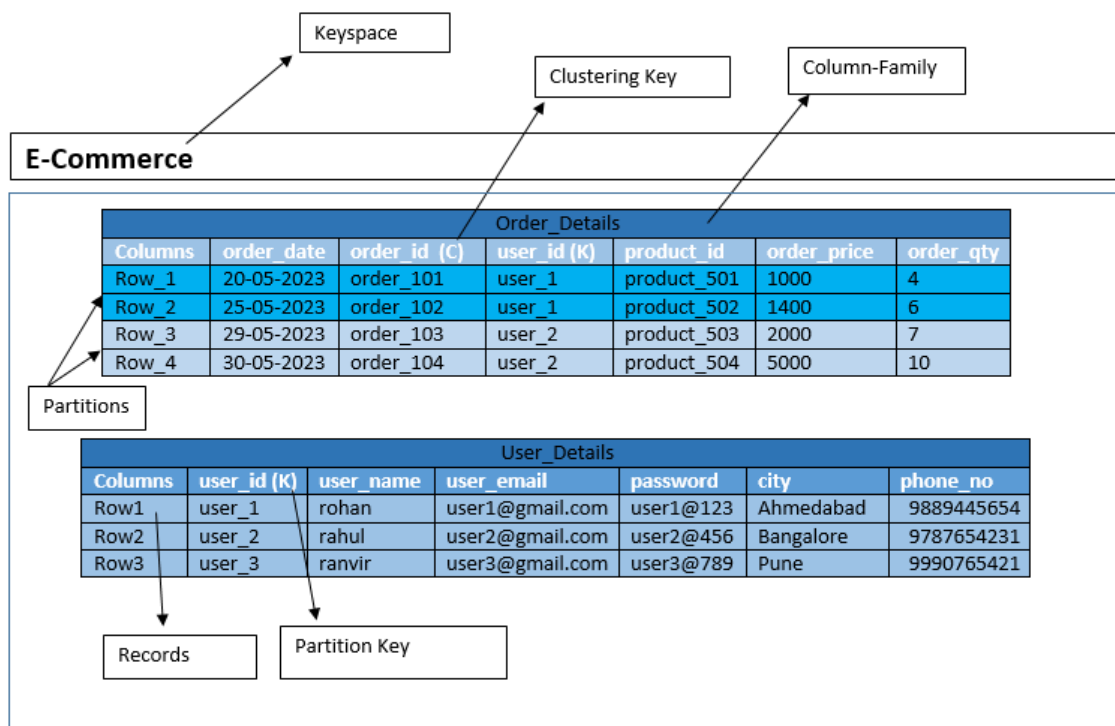 Keyspace
Clustering Key
Column-Family
E-Commerce
Order_Details
Columns order_date order_id (C) user_id (K) product_id order_price order_qty
Row_1 20-05-2023 order_101 user_1 product_501 1000 4
Row_2 25-05-2023 order_102 user_1 product_502 1400 6
Row_3 29-05-2023 order_103 user_2 product_503 2000 7
Row_4 30-05-2023 order_104 user_2 product_504 5000 10
Partitions
User_Details
Columns user_id (K) user_name user_email password city phone_no
Row1 user_1 rohan user1@gmail.com user1@123 Ahmedabad 9889445654
Row2 user_2 rahul user2@gmail.com user2@456 Bangalore 9787654231
Row3 user_3 ranvir user3@gmail.com user3@789 Pune 9990765421
Records
Partition Key